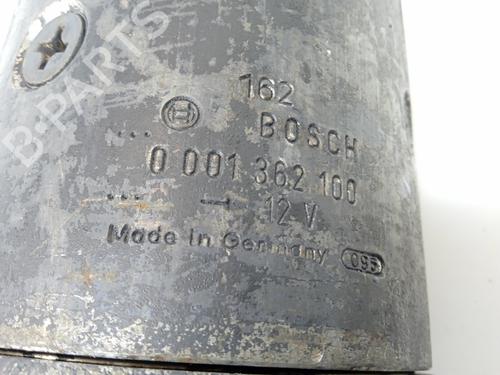 B-PARTS
162
... BOSCH
0 001 362 100
... → 12 V
Made in Germany 095